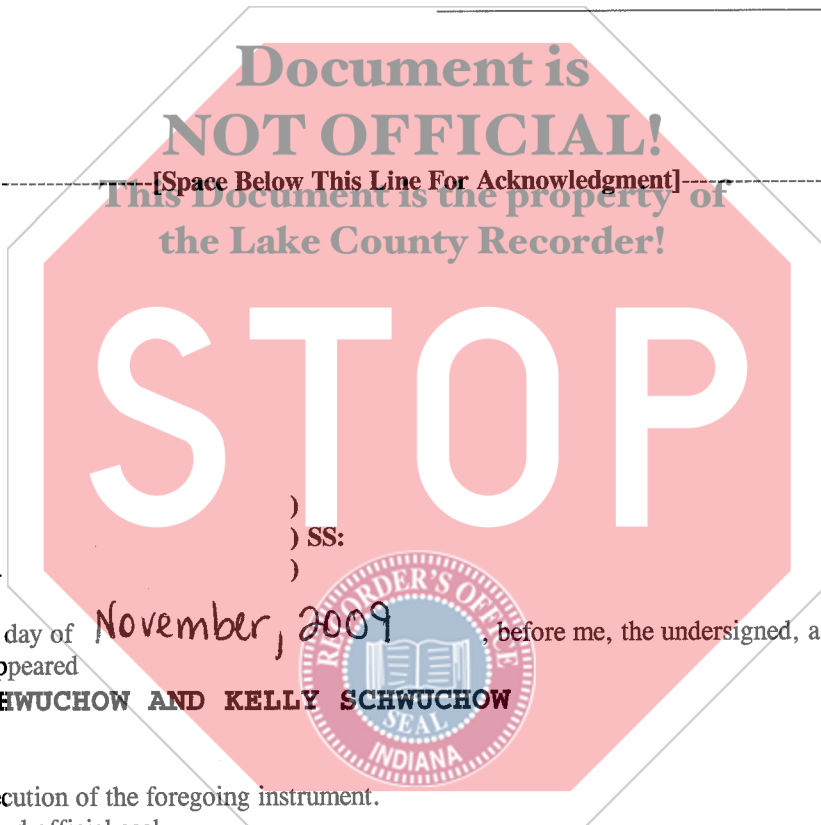 Document is
NOT OFFICIAL!
[Space Below This Line For Acknowledgment]
This Document is the property of
the Lake County Recorder!
STOP
)
) SS:
)
RECORDER'S OFFICE
SEAL
INDIANA
day of November, 2009, before me, the undersigned, a
ppeared
HWUCHOW AND KELLY SCHWUCHOW
cution of the foregoing instrument.
official seal